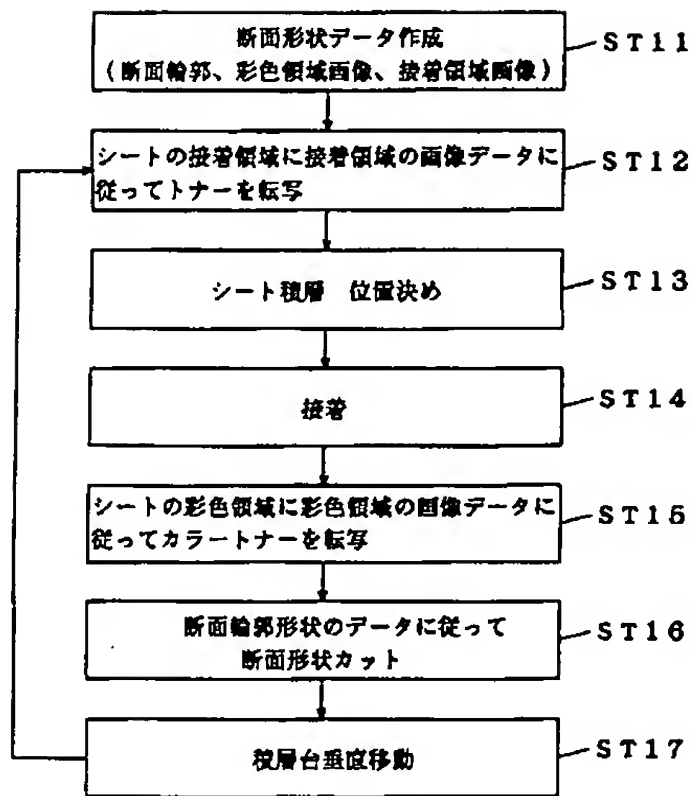 断面形状データ作成
(断面輪郭、彩色領域画像、接着領域画像)
ST11
シートの接着領域に接着領域の画像データに
従ってトナーを転写
ST12
シート積層 位置決め
ST13
接着
ST14
シートの彩色領域に彩色領域の画像データに
従ってカラートナーを転写
ST15
断面輪郭形状のデータに従って
断面形状カット
ST16
積層台垂直移動
ST17